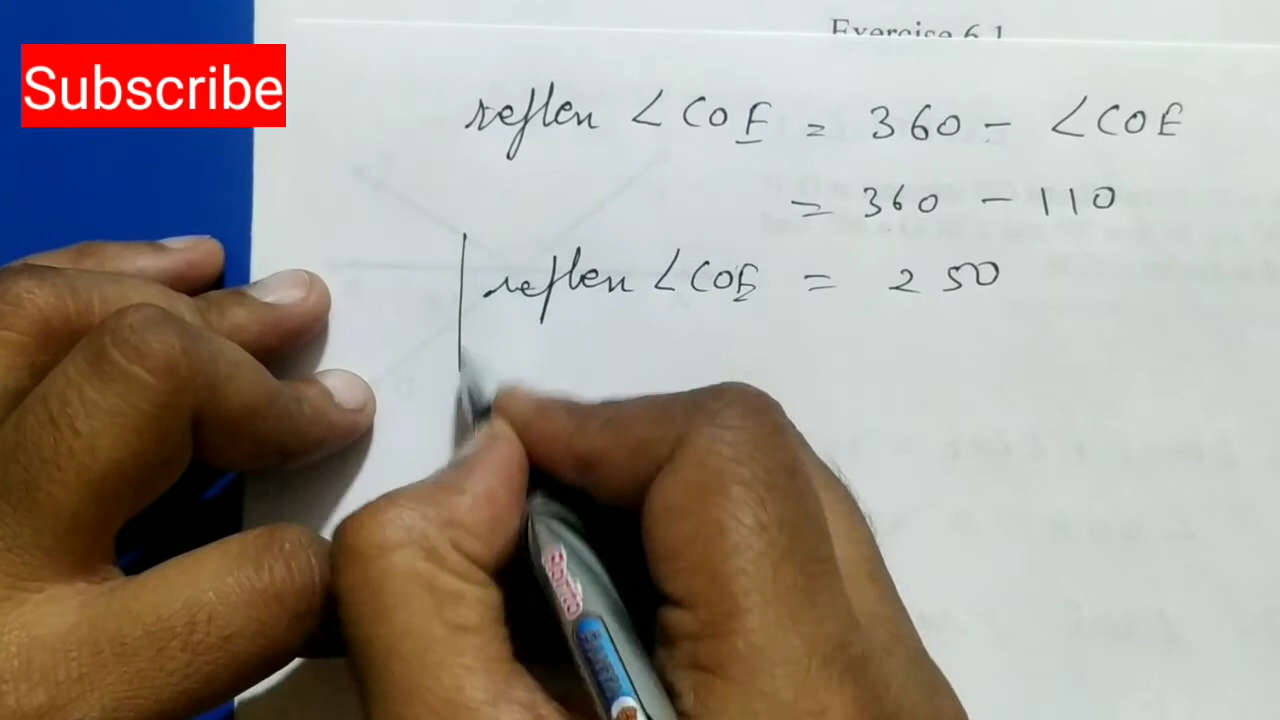 Exercise 6.1
Subscribe
reflex ∠COE = 360 - ∠COE
= 360 - 110
reflex ∠COE = 250